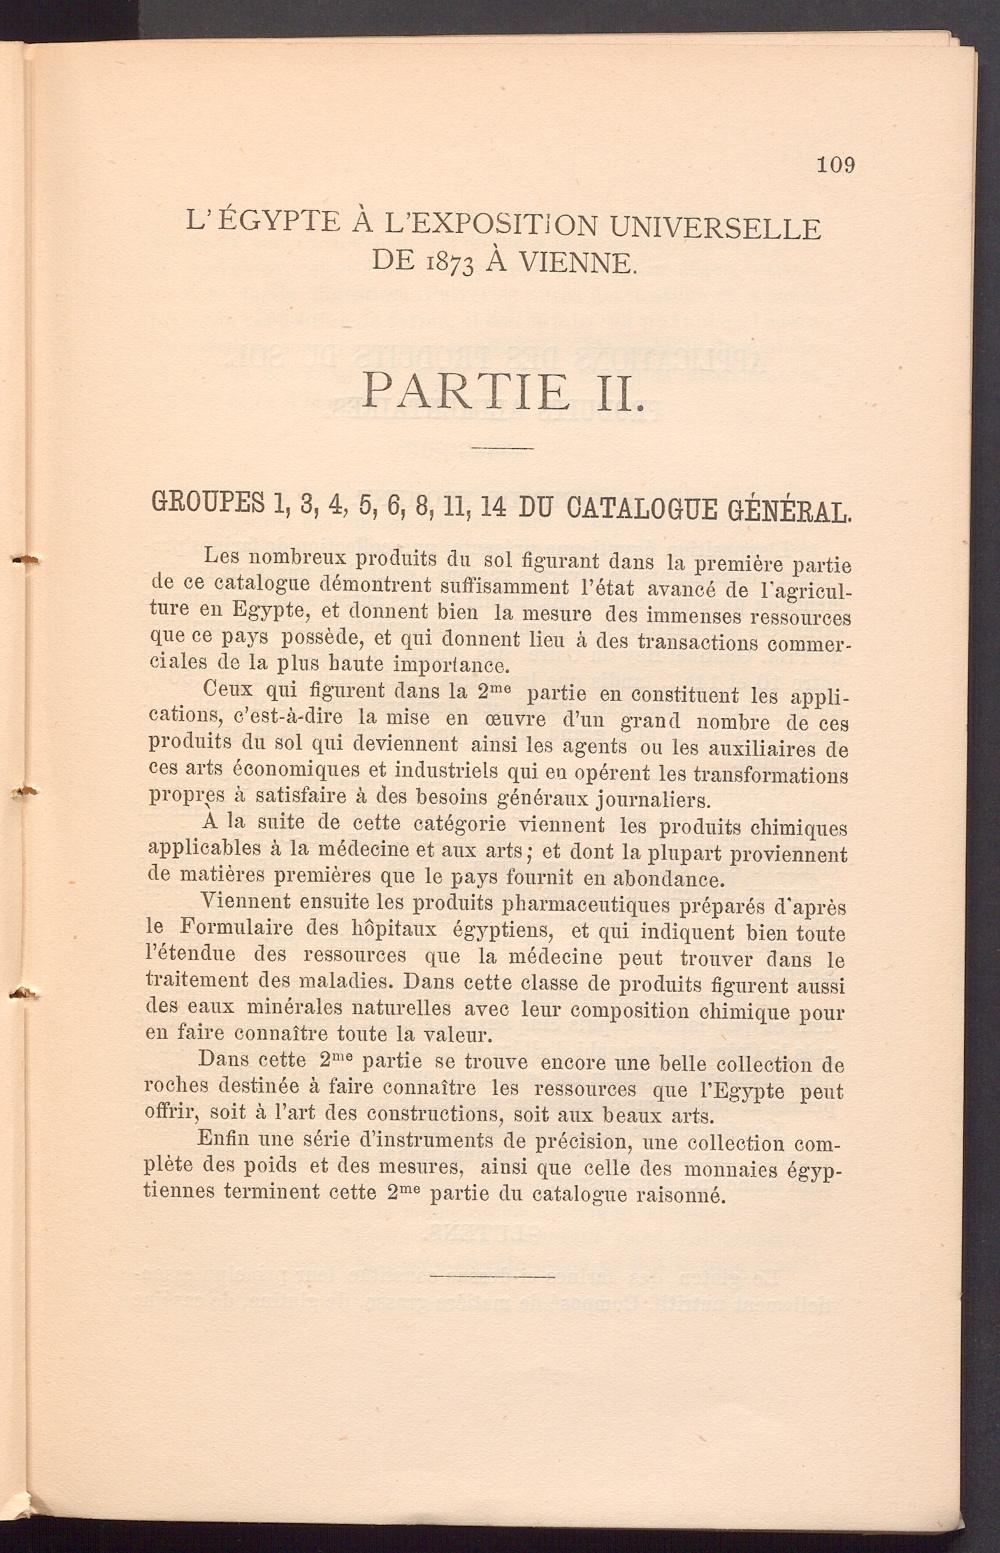 109
L'ÉGYPTE À L'EXPOSITION UNIVERSELLE
DE 1873 À VIENNE.
PARTIE II.
GROUPES 1, 3, 4, 5, 6, 8, 11, 14 DU CATALOGUE GÉNÉRAL.
Les nombreux produits du sol figurant dans la première partie
de ce catalogue démontrent suffisamment l'état avancé de l'agricul-
ture en Egypte, et donnent bien la mesure des immenses ressources
que ce pays possède, et qui donnent lieu à des transactions commer-
ciales de la plus haute importance.
Ceux qui figurent dans la 2me partie en constituent les appli-
cations, c'est-à-dire la mise en œuvre d'un grand nombre de ces
produits du sol qui deviennent ainsi les agents ou les auxiliaires de
ces arts économiques et industriels qui en opérent les transformations
propres à satisfaire à des besoins généraux journaliers.
À la suite de cette catégorie viennent les produits chimiques
applicables à la médecine et aux arts; et dont la plupart proviennent
de matières premières que le pays fournit en abondance.
Viennent ensuite les produits pharmaceutiques préparés d'après
le Formulaire des hôpitaux égyptiens, et qui indiquent bien toute
l'étendue des ressources que la médecine peut trouver dans le
traitement des maladies. Dans cette classe de produits figurent aussi
des eaux minérales naturelles avec leur composition chimique pour
en faire connaître toute la valeur.
Dans cette 2me partie se trouve encore une belle collection de
roches destinée à faire connaître les ressources que l'Egypte peut
offrir, soit à l'art des constructions, soit aux beaux arts.
Enfin une série d'instruments de précision, une collection com-
plète des poids et des mesures, ainsi que celle des monnaies égyp-
tiennes terminent cette 2me partie du catalogue raisonné.